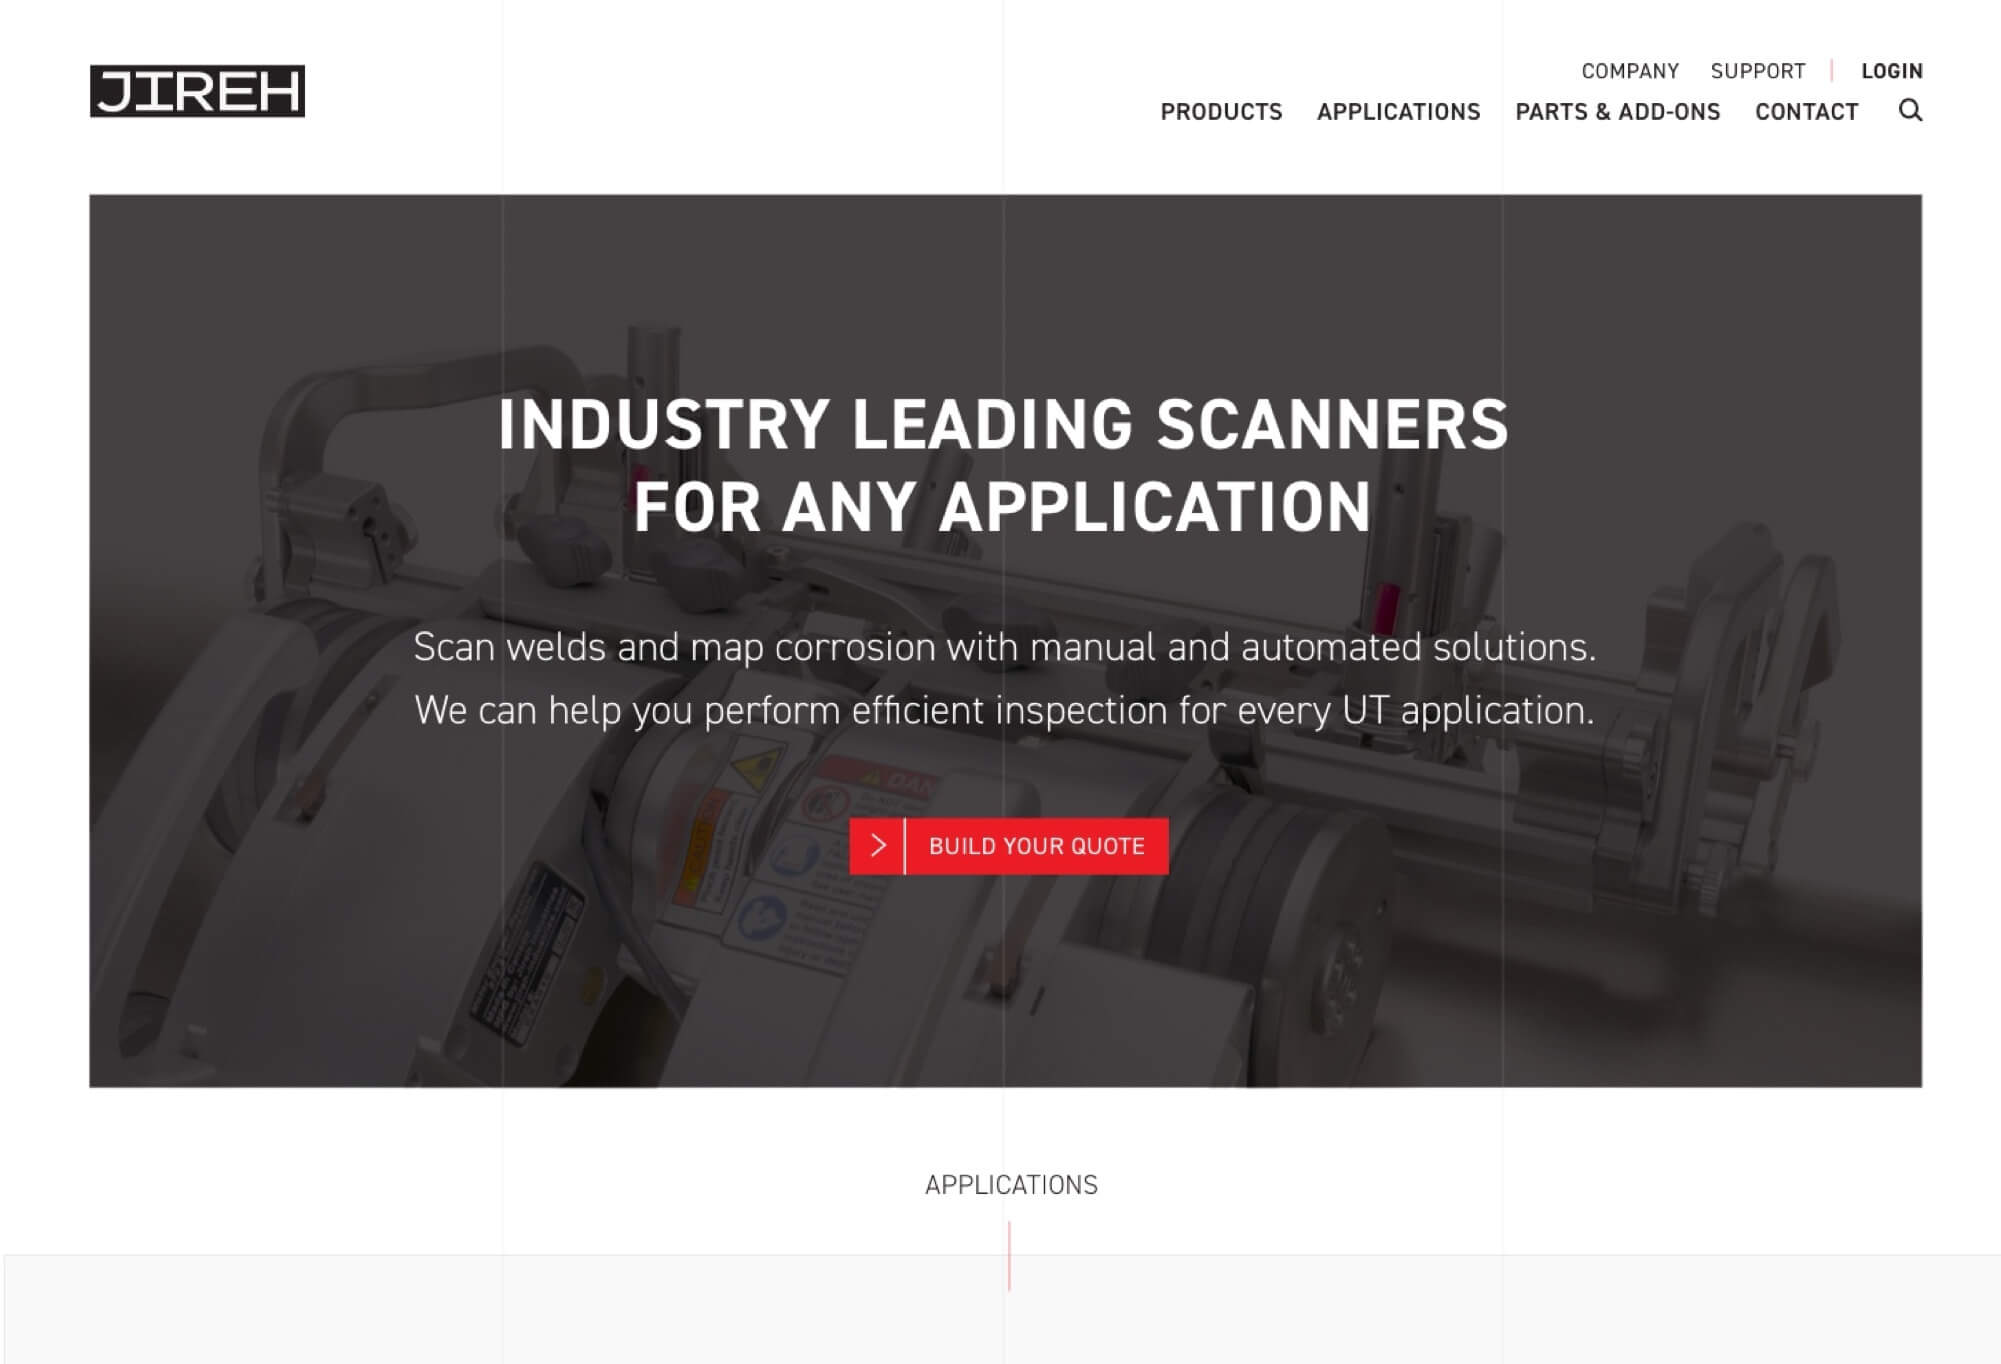 JIREH
COMPANY SUPPORT LOGIN
PRODUCTS APPLICATIONS PARTS & ADD-ONS CONTACT
INDUSTRY LEADING SCANNERS
FOR ANY APPLICATION
Scan welds and map corrosion with manual and automated solutions.
We can help you perform efficient inspection for every UT application.
BUILD YOUR QUOTE
APPLICATIONS